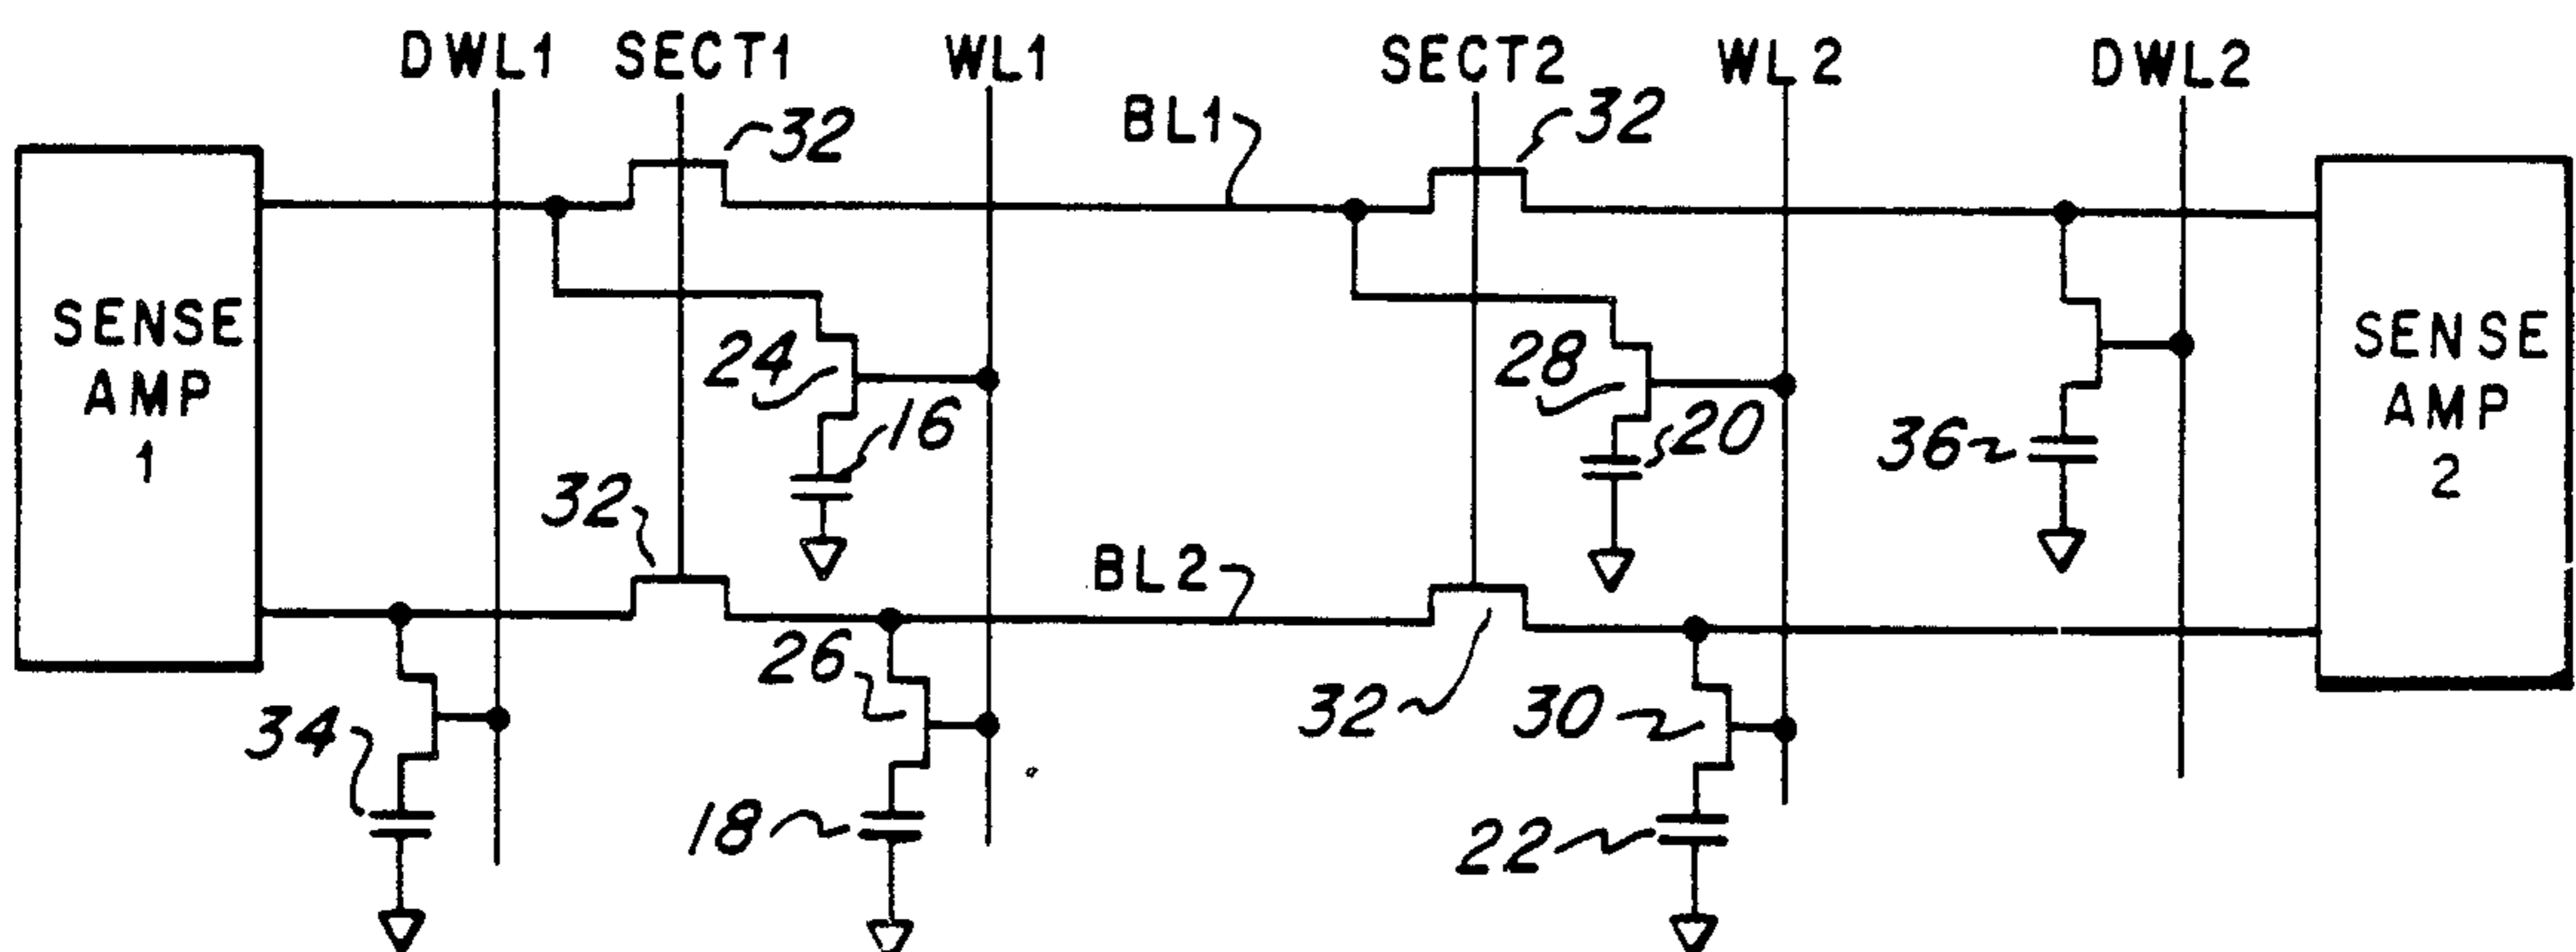 DWL1 SECT1 WL1 SECT2 WL2 DWL2
32 BL1 32
SENSE AMP 1
24
16
28
20
36
SENSE AMP 2
32
BL2
26
32
30
34
18
22